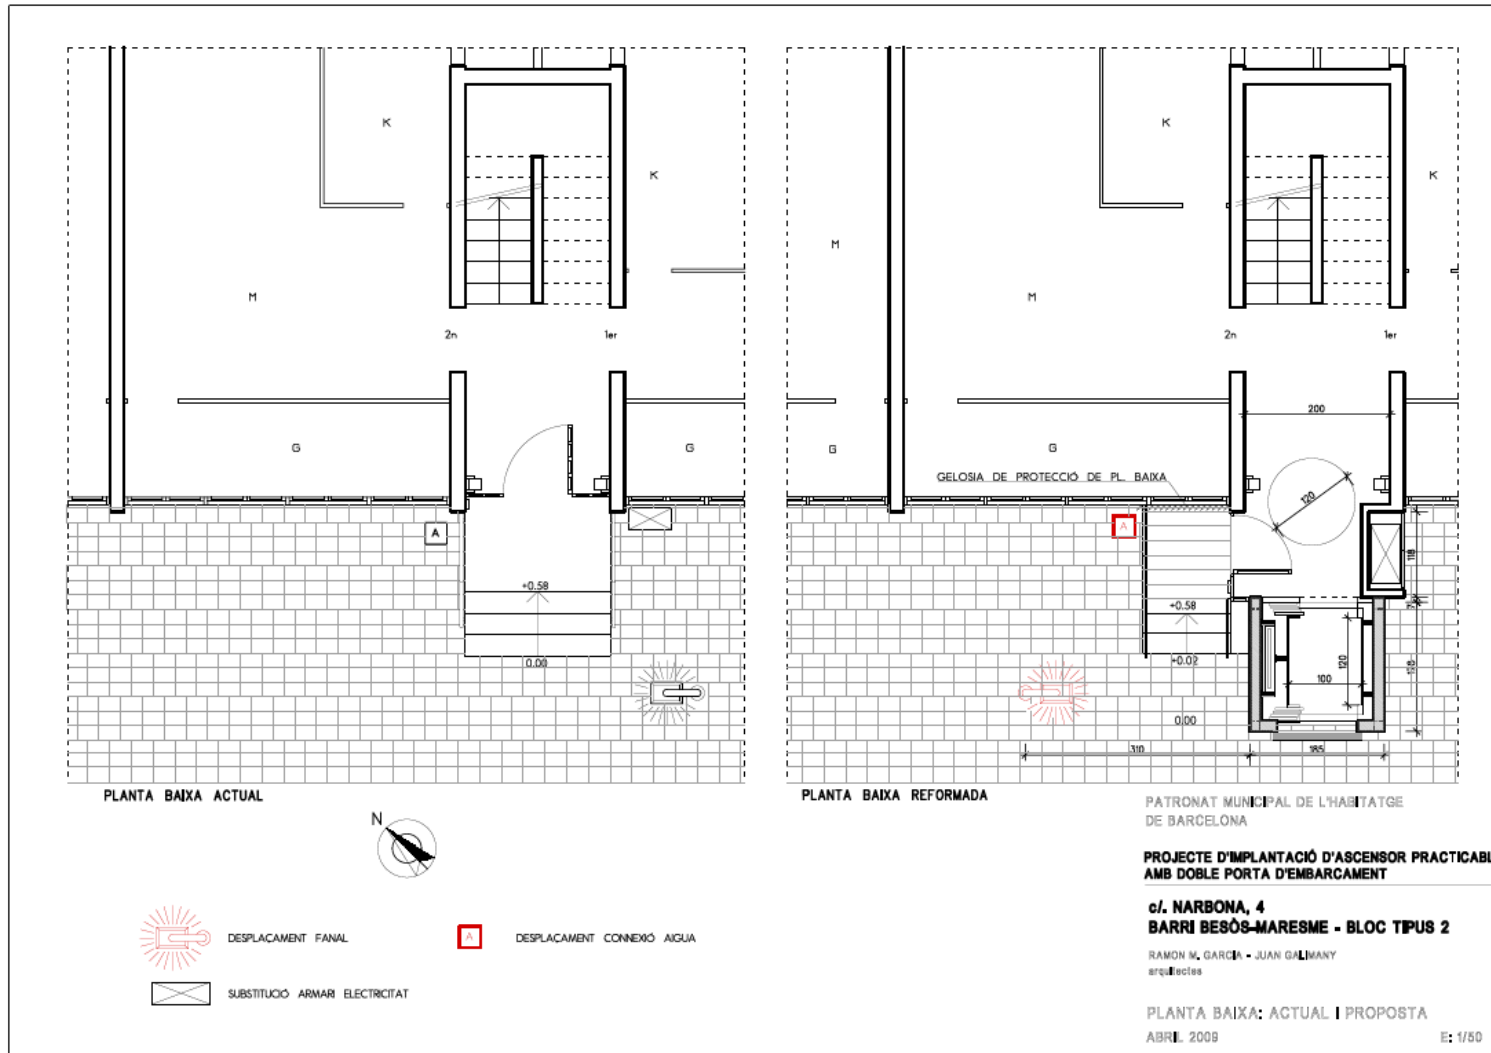 K
K
M
2n
1er
G
G
A
+0.58
0.00
PLANTA BAIXA ACTUAL
K
K
M
M
2n
1er
200
G
G
GELOSIA DE PROTECCIÓ DE PL. BAIXA
120
A
118
+0.58
+0.02
120
100
0.00
310
185
PLANTA BAIXA REFORMADA
N
DESPLAÇAMENT FANAL
A
DESPLAÇAMENT CONNEXIÓ AIGUA
SUBSTITUCIÓ ARMARI ELECTRICITAT
PATRONAT MUNICIPAL DE L'HABITATGE
DE BARCELONA
PROJECTE D'IMPLANTACIÓ D'ASCENSOR PRACTICABL
AMB DOBLE PORTA D'EMBARCAMENT
c/. NARBONA, 4
BARRI BESÒS-MARESME - BLOC TIPUS 2
RAMON M. GARCIA - JUAN GALIMANY
arquitectes
PLANTA BAIXA: ACTUAL I PROPOSTA
ABRIL 2009
E: 1/50